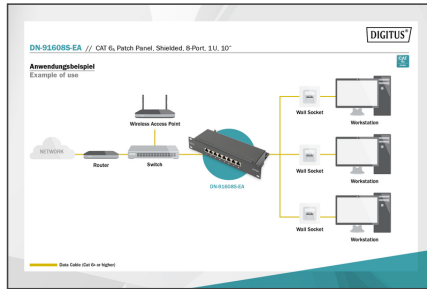 DIGITUS®
DN-91608S-EA // CAT 6A Patch Panel, Shielded, 8-Port, 1U, 10"
CAT
Anwendungsbeispiel
Example of use
Wireless Access Point
Wall Socket
Workstation
NETWORK
Router
Switch
DN-91608S-EA
Wall Socket
Workstation
Wall Socket
Workstation
Data Cable (Cat 6A or higher)